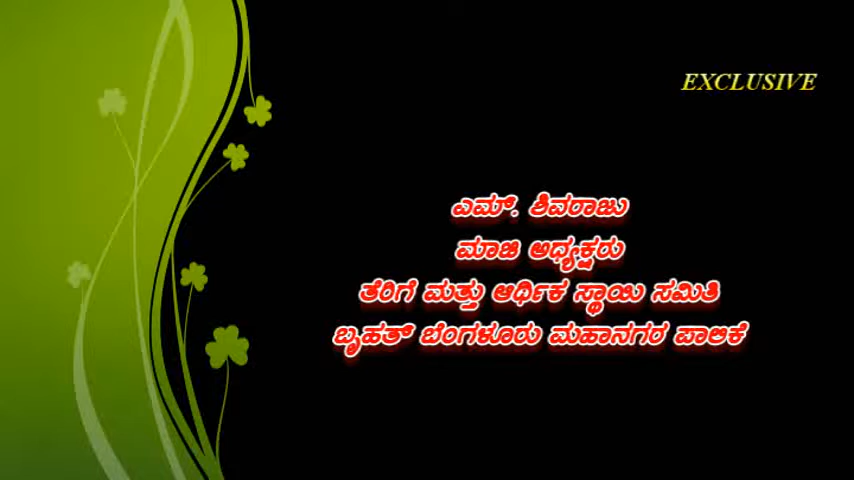 EXCLUSIVE
ಎಮ್. ಶಿವರಾಜು
ಮಾಜಿ ಅಧ್ಯಕ್ಷರು
ತೆರಿಗೆ ಮತ್ತು ಆರ್ಥಿಕ ಸ್ಥಾಯಿ ಸಮಿತಿ
ಬೃಹತ್ ಬೆಂಗಳೂರು ಮಹಾನಗರ ಪಾಲಿಕೆ